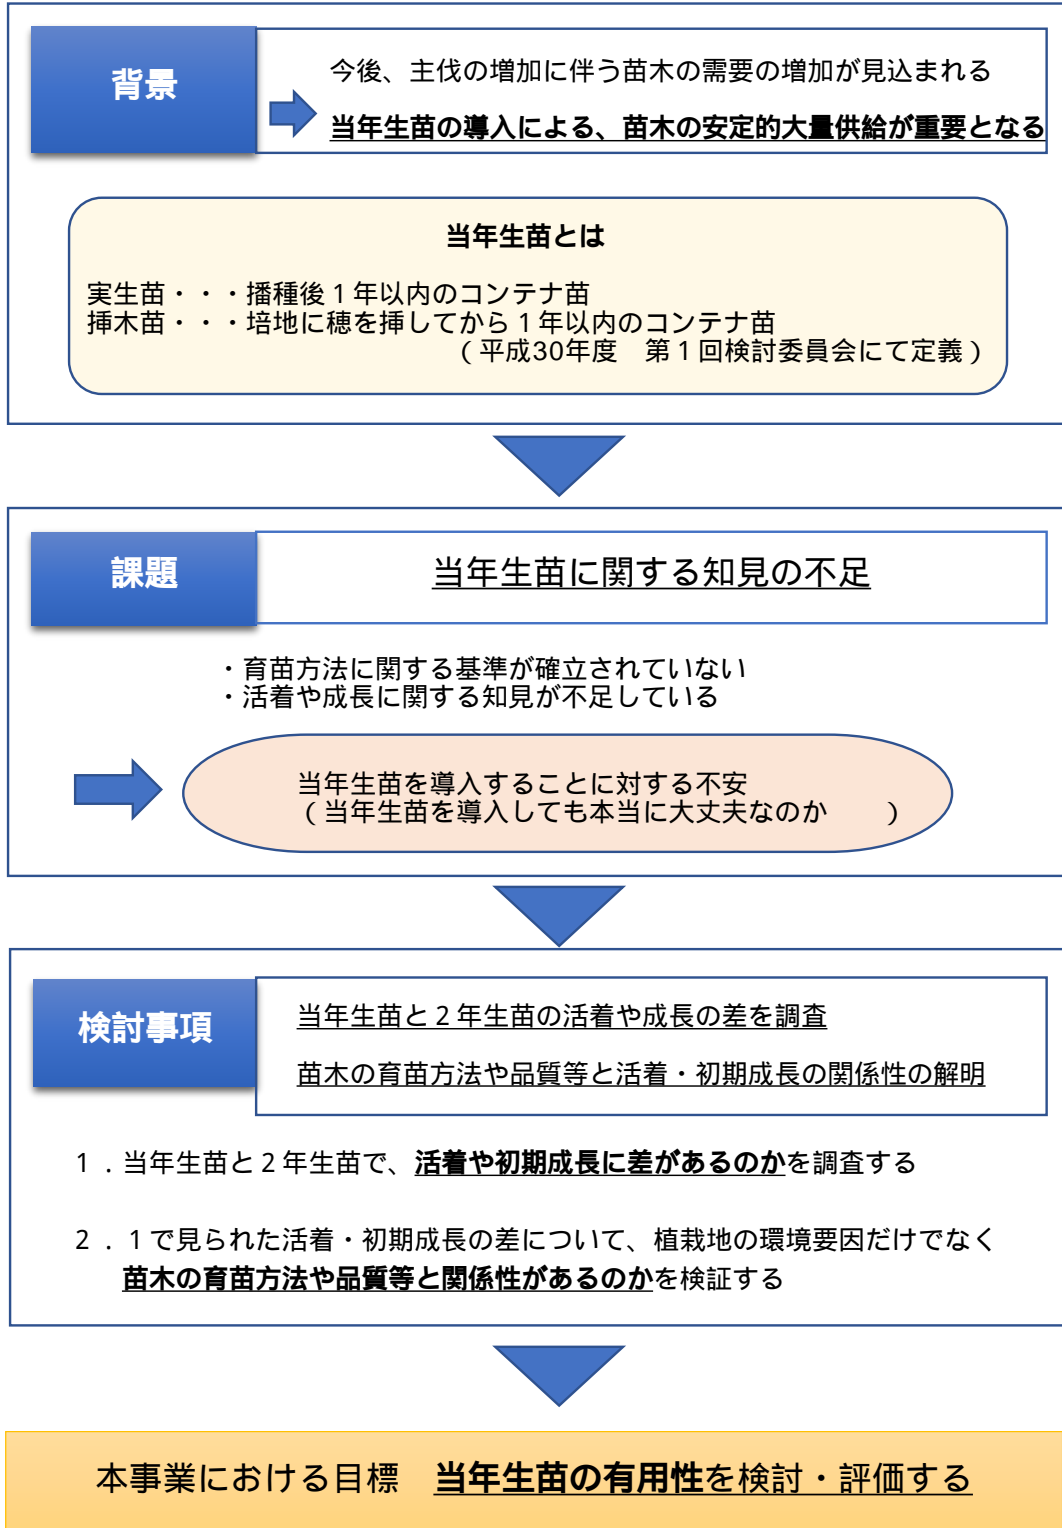 背景
今後、主伐の増加に伴う苗木の需要の増加が見込まれる
当年生苗の導入による、苗木の安定的大量供給が重要となる
当年生苗とは
実生苗・・・播種後１年以内のコンテナ苗
挿木苗・・・培地に穂を挿してから１年以内のコンテナ苗
（平成30年度　第１回検討委員会にて定義）
課題
当年生苗に関する知見の不足
・育苗方法に関する基準が確立されていない
・活着や成長に関する知見が不足している
当年生苗を導入することに対する不安
（当年生苗を導入しても本当に大丈夫なのか　　）
検討事項
当年生苗と２年生苗の活着や成長の差を調査
苗木の育苗方法や品質等と活着・初期成長の関係性の解明
１．当年生苗と２年生苗で、活着や初期成長に差があるのかを調査する
２．１で見られた活着・初期成長の差について、植栽地の環境要因だけでなく
苗木の育苗方法や品質等と関係性があるのかを検証する
本事業における目標　当年生苗の有用性を検討・評価する